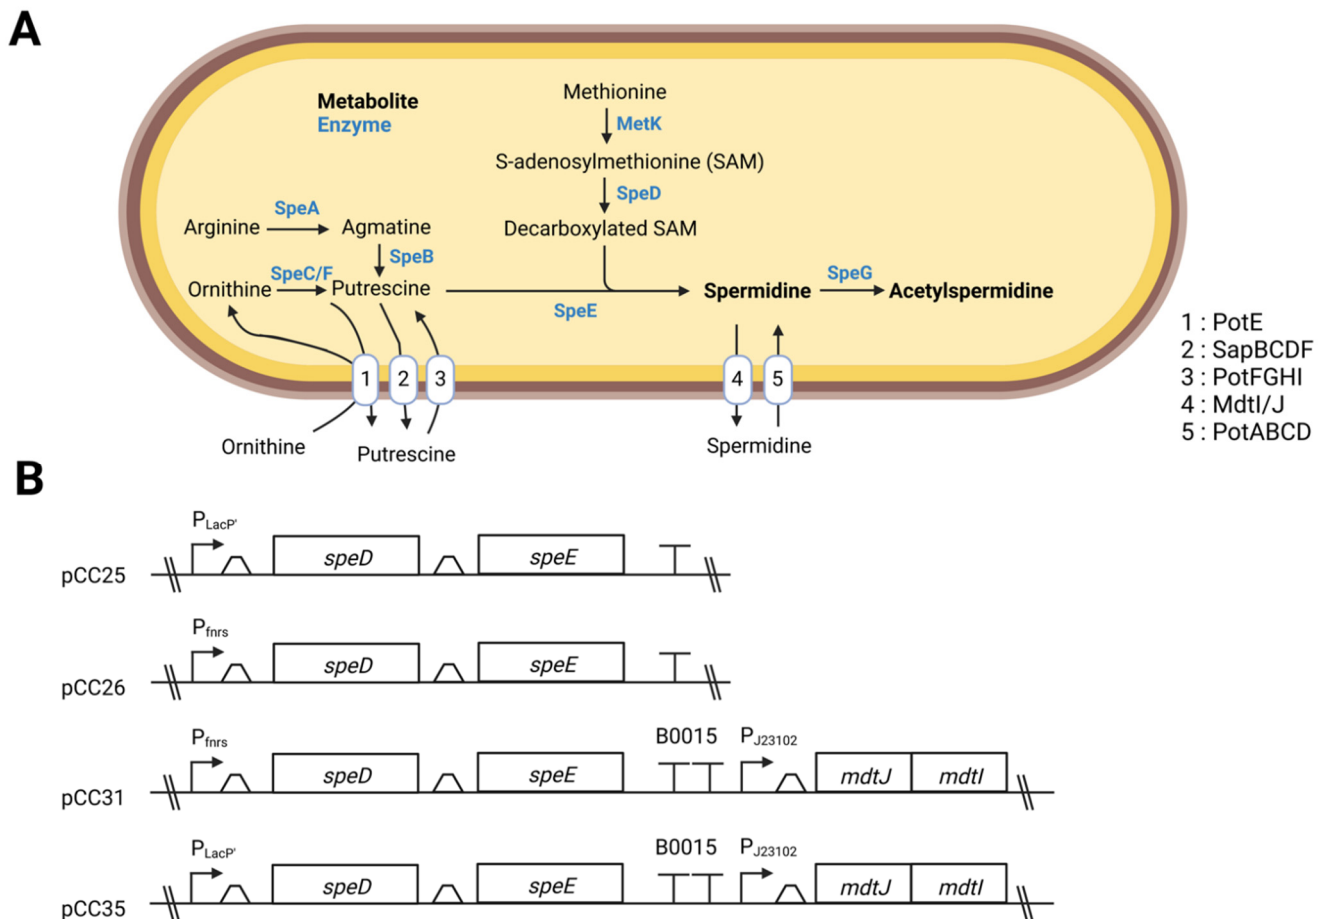 A
Metabolite
Enzyme
Methionine
MetK
S-adenosylmethionine (SAM)
SpeD
Decarboxylated SAM
SpeA
Arginine
Agmatine
SpeB
SpeC/F
Ornithine
Putrescine
SpeE
Spermidine
SpeG
Acetylspermidine
1
2
3
4
5
Ornithine
Putrescine
Spermidine
1 : PotE
2 : SapBCDF
3 : PotFGHI
4 : MdtI/J
5 : PotABCD
B
PLacP'
speD
speE
pCC25
Pfnrs
speD
speE
pCC26
Pfnrs
B0015
PJ23102
speD
speE
mdtJ
mdtI
pCC31
PLacP'
B0015
PJ23102
speD
speE
mdtJ
mdtI
pCC35